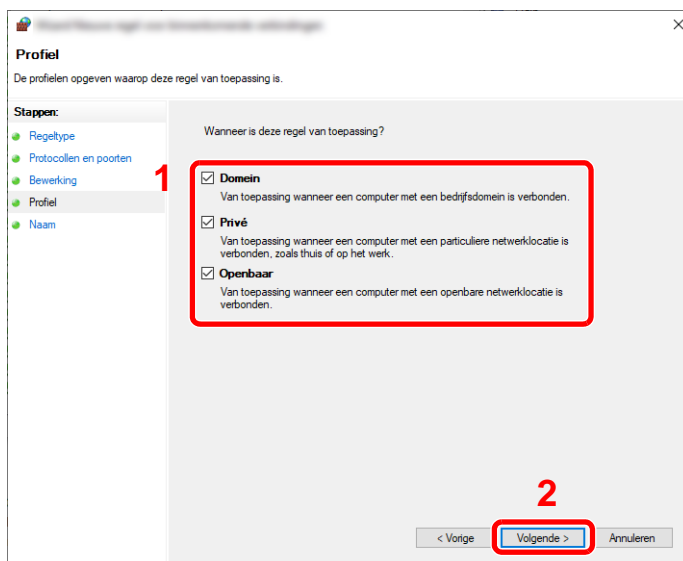 Profiel
De profielen opgeven waarop deze regel van toepassing is.
Stappen:
Regeltype
Protocollen en poorten
Bewerking
Profiel
Naam
Wanneer is deze regel van toepassing?
1
Domein
Van toepassing wanneer een computer met een bedrijfsdomein is verbonden.
Privé
Van toepassing wanneer een computer met een particuliere netwerklocatie is
verbonden, zoals thuis of op het werk.
Openbaar
Van toepassing wanneer een computer met een openbare netwerklocatie is
verbonden.
2
< Vorige
Volgende >
Annuleren